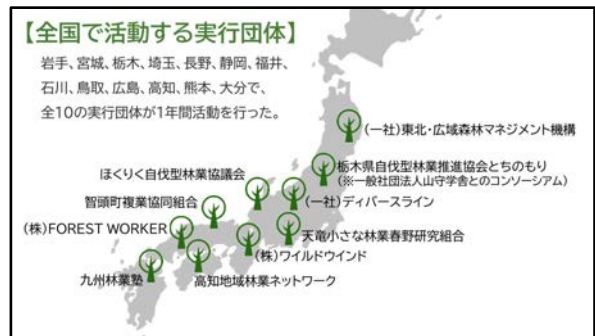 【全国で活動する実行団体】
岩手、宮城、栃木、埼玉、長野、静岡、福井、
石川、鳥取、広島、高知、熊本、大分で、
全10の実行団体が1年間活動を行った。
(一社)東北・広域森林マネジメント機構
栃木県自伐型林業推進協会とちのもり
(※一般社団法人山守学舎とのコンソーシアム)
ほくりく自伐型林業協議会
(一社)ディバースライン
智頭町複業協同組合
(株)FOREST WORKER
天竜小さな林業春野研究組合
(株)ワイルドウインド
九州林業塾
高知地域林業ネットワーク